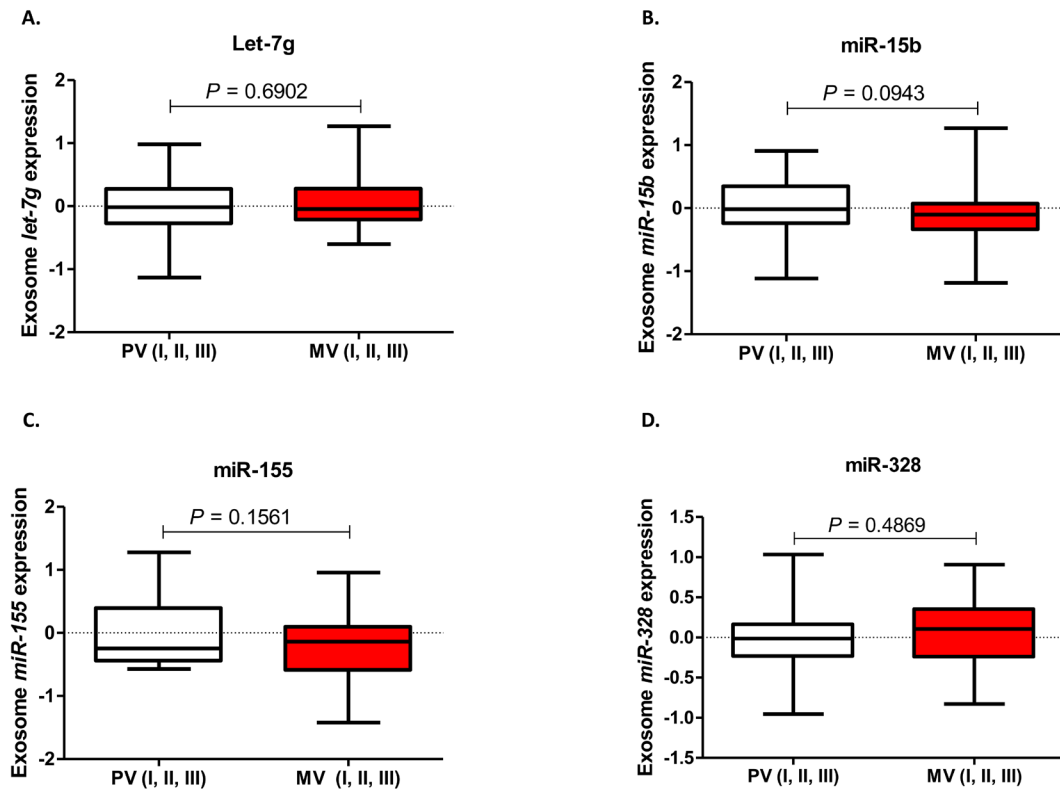 A.
Let-7g
P = 0.6902
Exosome let-7g expression
2
1
0
-1
-2
PV (I, II, III)
MV (I, II, III)
B.
miR-15b
P = 0.0943
Exosome miR-15b expression
2
1
0
-1
-2
PV (I, II, III)
MV (I, II, III)
C.
miR-155
P = 0.1561
Exosome miR-155 expression
2
1
0
-1
-2
PV (I, II, III)
MV (I, II, III)
D.
miR-328
P = 0.4869
Exosome miR-328 expression
1.5
1.0
0.5
0.0
-0.5
-1.0
-1.5
PV (I, II, III)
MV (I, II, III)